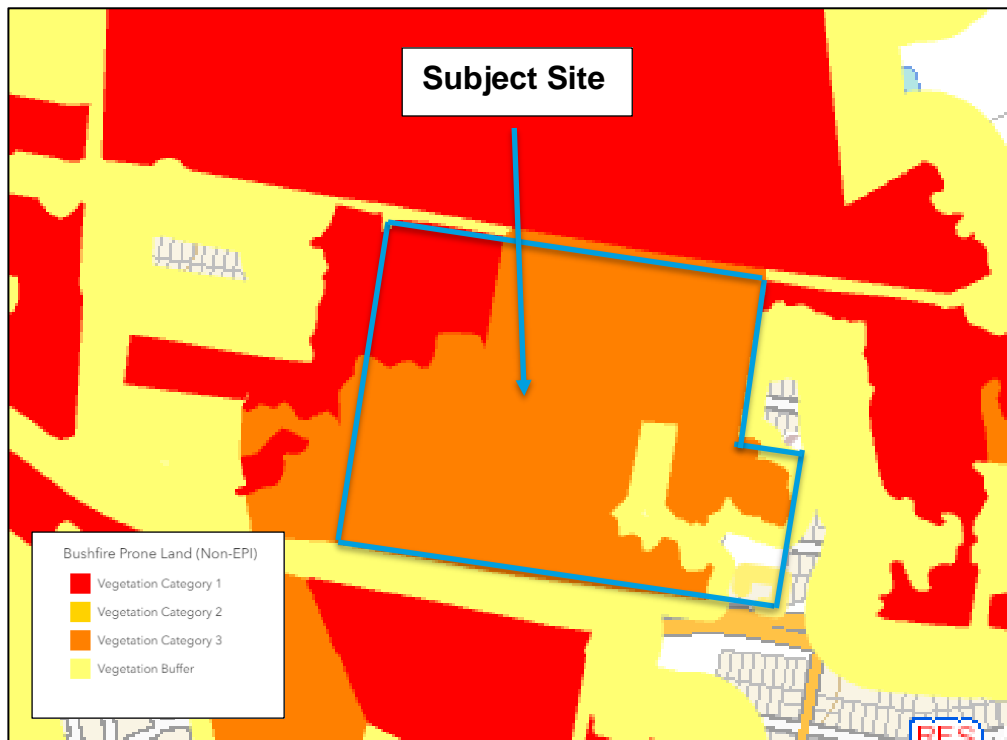 Subject Site
Bushfire Prone Land (Non-EPI)
Vegetation Category 1
Vegetation Category 2
Vegetation Category 3
Vegetation Buffer